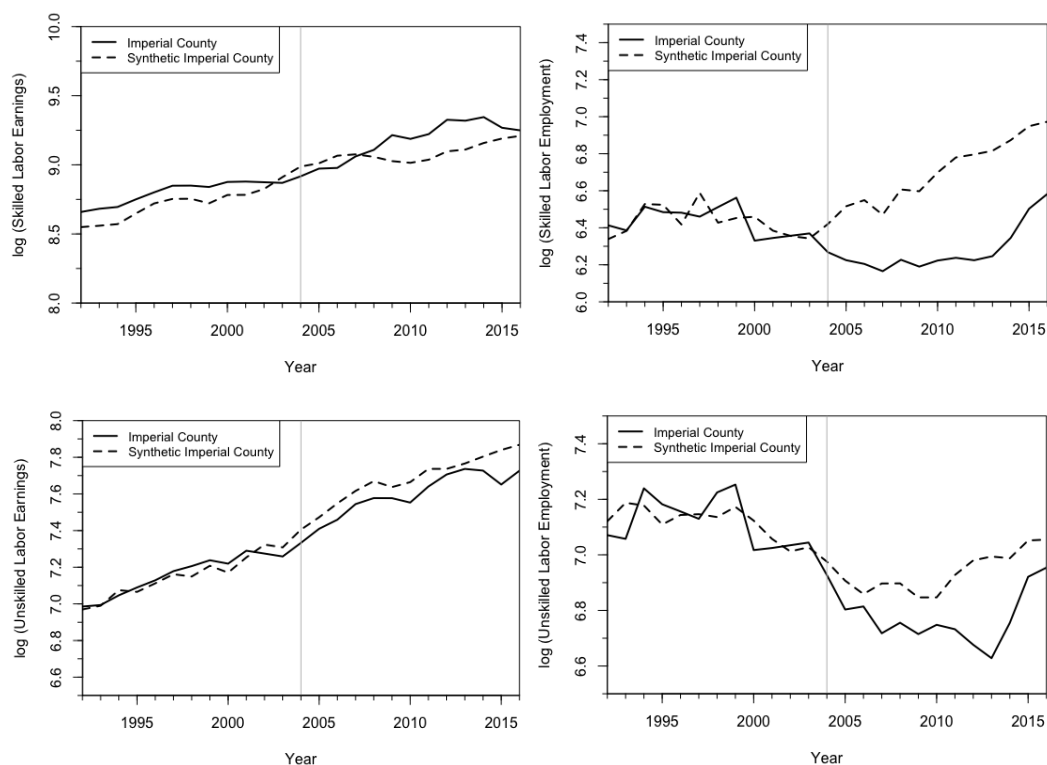 Imperial County
Synthetic Imperial County
log (Skilled Labor Earnings)
10.0
9.5
9.0
8.5
8.0
1995 2000 2005 2010 2015
Year
Imperial County
Synthetic Imperial County
log (Skilled Labor Employment)
7.4
7.2
7.0
6.8
6.6
6.4
6.2
6.0
1995 2000 2005 2010 2015
Year
Imperial County
Synthetic Imperial County
log (Unskilled Labor Earnings)
8.0
7.8
7.6
7.4
7.2
7.0
6.8
6.6
1995 2000 2005 2010 2015
Year
Imperial County
Synthetic Imperial County
log (Unskilled Labor Employment)
7.4
7.2
7.0
6.8
6.6
1995 2000 2005 2010 2015
Year